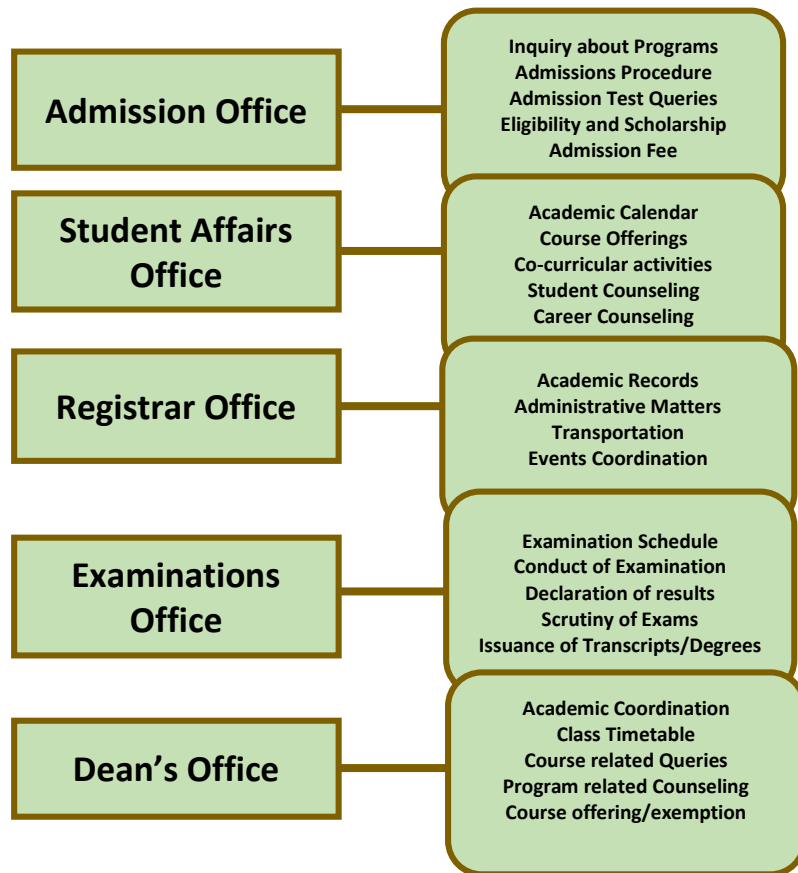 Admission Office
Inquiry about Programs
Admissions Procedure
Admission Test Queries
Eligibility and Scholarship
Admission Fee
Student Affairs
Office
Academic Calendar
Course Offerings
Co-curricular activities
Student Counseling
Career Counseling
Registrar Office
Academic Records
Administrative Matters
Transportation
Events Coordination
Examinations
Office
Examination Schedule
Conduct of Examination
Declaration of results
Scrutiny of Exams
Issuance of Transcripts/Degrees
Dean’s Office
Academic Coordination
Class Timetable
Course related Queries
Program related Counseling
Course offering/exemption